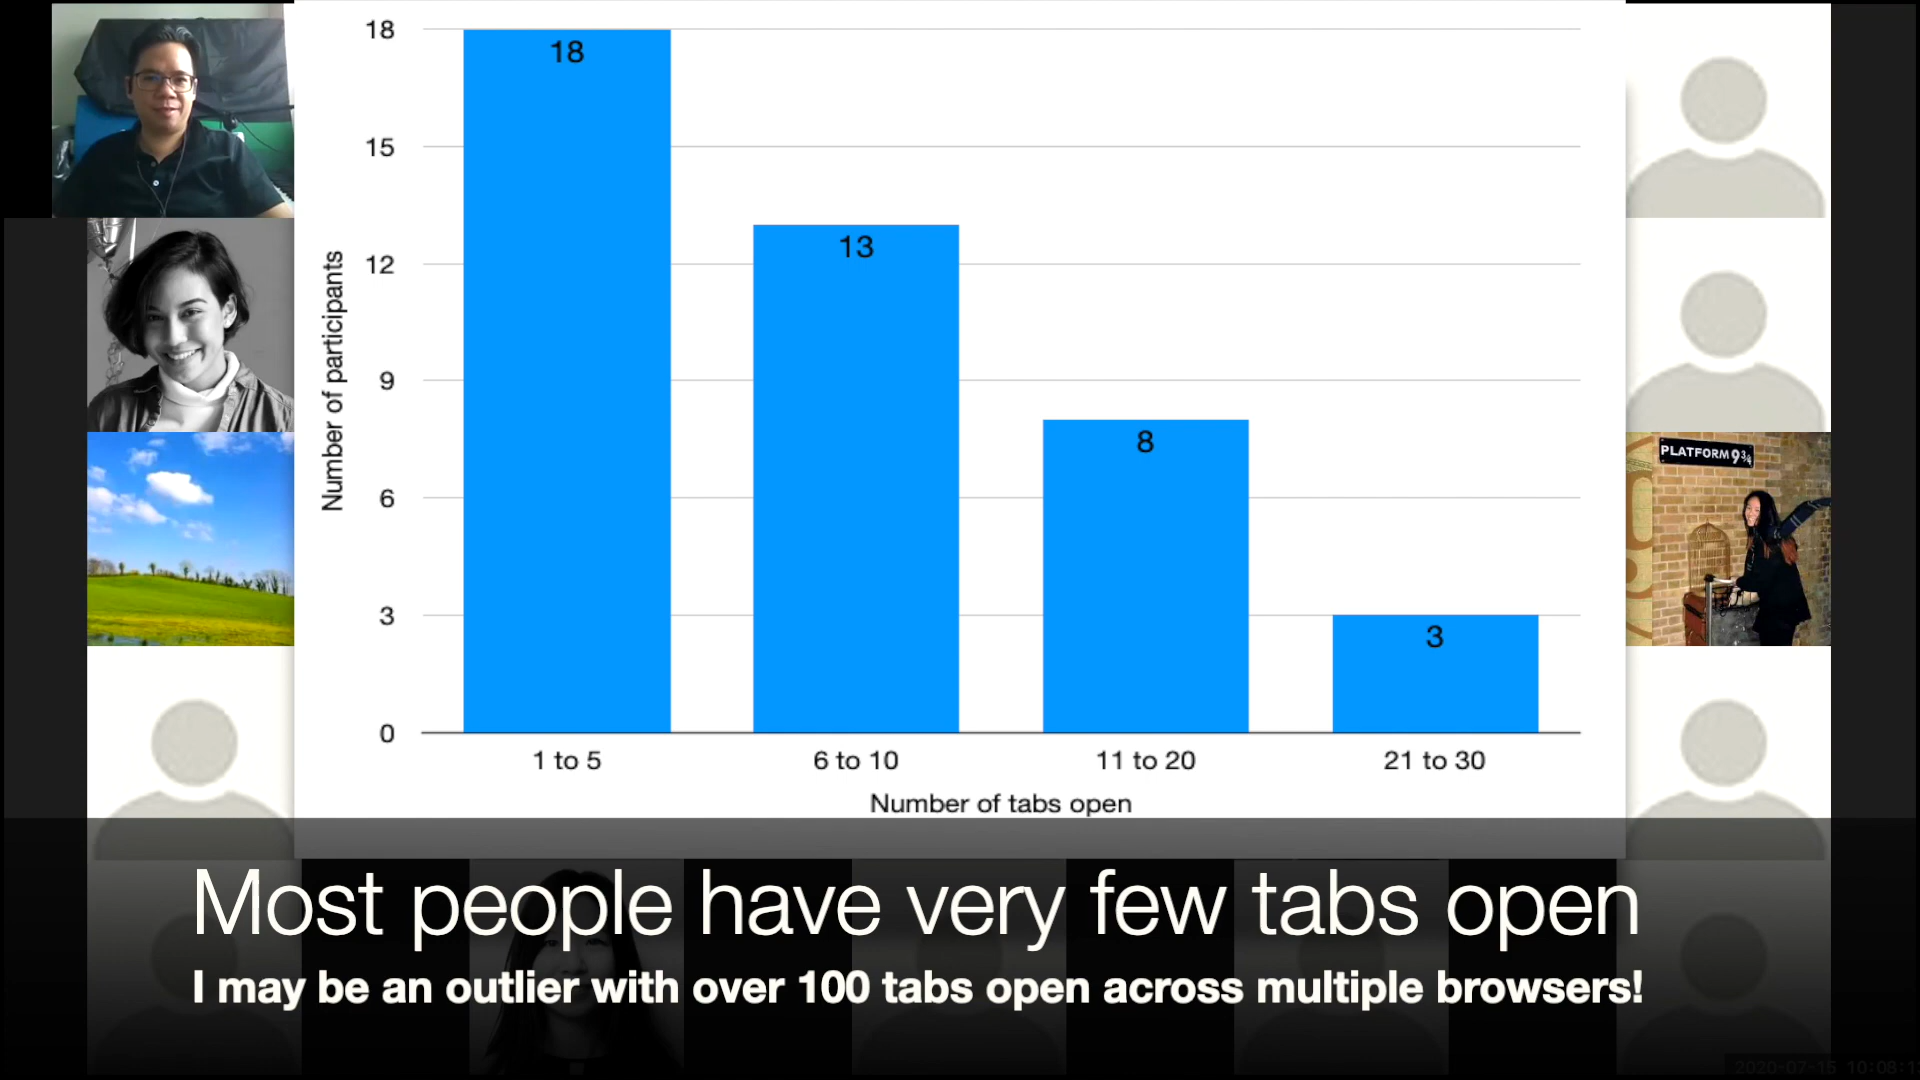 18
18
15
13
12
Number of participants
9
8
6
3
3
0
1 to 5
6 to 10
11 to 20
21 to 30
Number of tabs open
PLATFORM 9¾
Most people have very few tabs open
I may be an outlier with over 100 tabs open across multiple browsers!